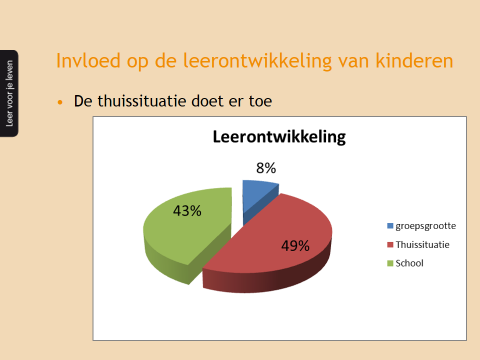 Leer voor je leven
Invloed op de leerontwikkeling van kinderen
• De thuissituatie doet er toe
Leerontwikkeling
8%
43%
49%
groepsgrootte
Thuissituatie
School